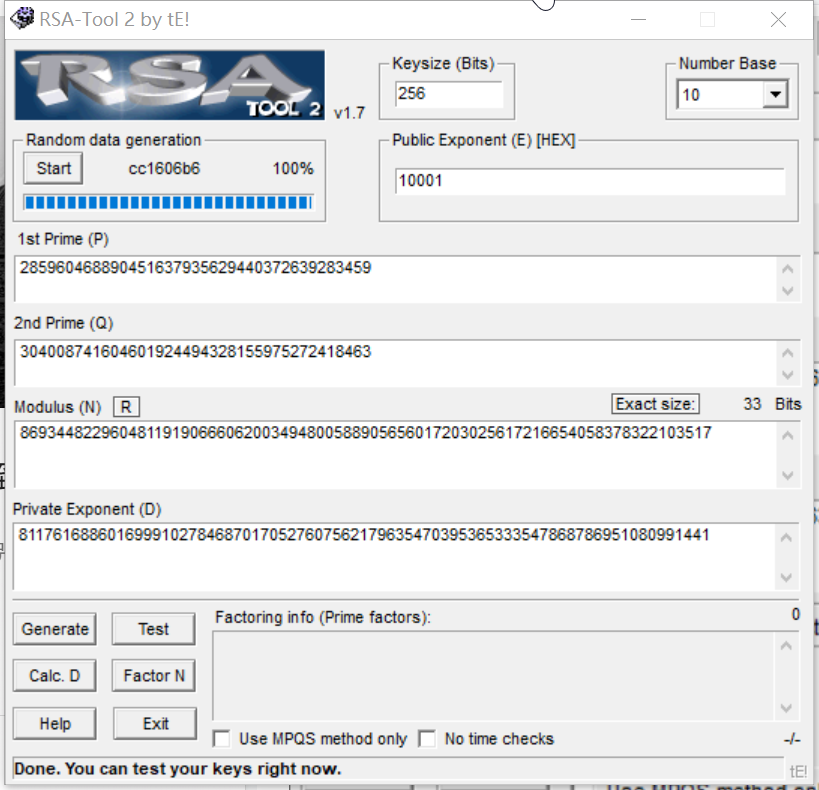 RSA-Tool 2 by tE!
RSA
TOOL 2 v1.7
Keysize (Bits)
256
Number Base
10
Random data generation
Start cc1606b6 100%
Public Exponent (E) [HEX]
10001
1st Prime (P)
285960468890451637935629440372639283459
2nd Prime (Q)
304008741604601924494328155975272418463
Modulus (N) R Exact size: 33 Bits
86934482296048119190666062003494800588905656017203025617216654058378322103517
Private Exponent (D)
81176168860169991027846870170527607562179635470395365333547868786951080991441
Generate Test
Factoring info (Prime factors): 0
Calc. D Factor N
Help Exit
Use MPQS method only No time checks -/-
Done. You can test your keys right now.
tE!